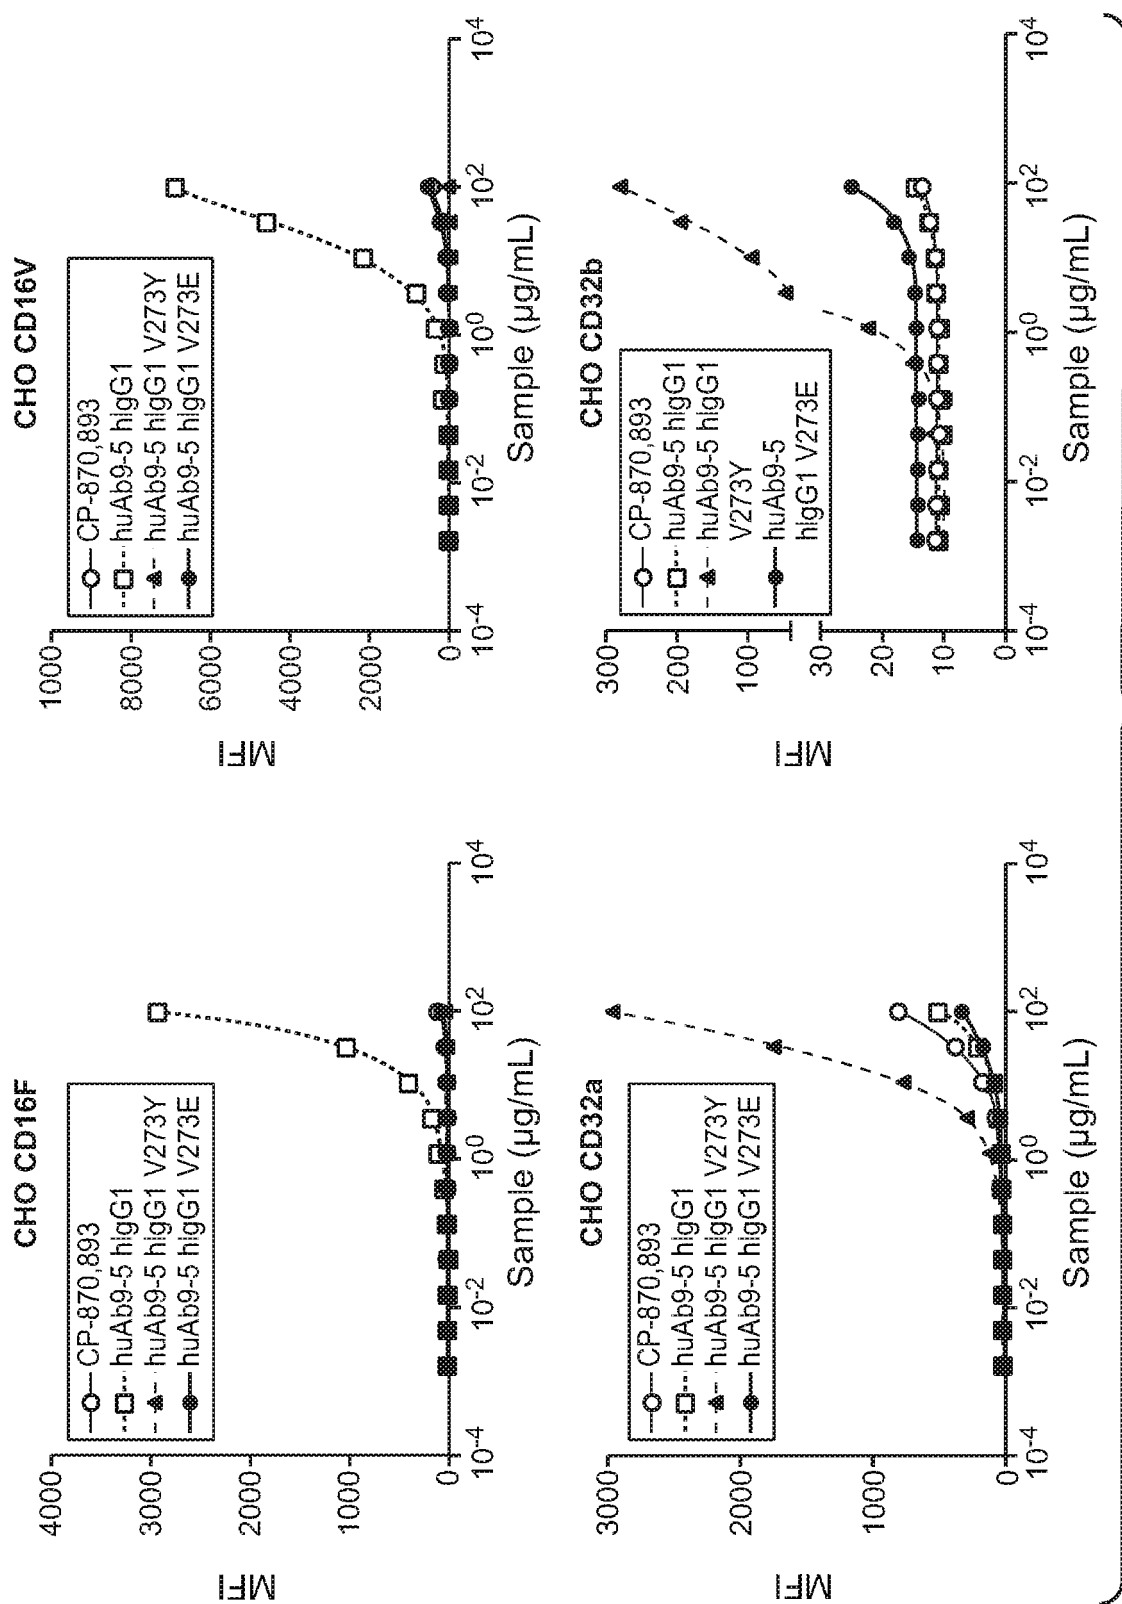 CHO CD16F
MFI
4000
3000
2000
1000
0
CP-870,893
huAb9-5 hIgG1
huAb9-5 hIgG1 V273Y
huAb9-5 hIgG1 V273E
10-4
10-2
100
102
104
Sample (µg/mL)
CHO CD16V
MFI
1000
8000
6000
4000
2000
0
CP-870,893
huAb9-5 hIgG1
huAb9-5 hIgG1 V273Y
huAb9-5 hIgG1 V273E
10-4
10-2
100
102
104
Sample (µg/mL)
CHO CD32a
MFI
3000
2000
1000
0
CP-870,893
huAb9-5 hIgG1
huAb9-5 hIgG1 V273Y
huAb9-5 hIgG1 V273E
10-4
10-2
100
102
104
Sample (µg/mL)
CHO CD32b
MFI
300
200
100
30
20
10
0
CP-870,893
huAb9-5 hIgG1
huAb9-5 hIgG1
V273Y
huAb9-5
hIgG1 V273E
10-4
10-2
100
102
104
Sample (µg/mL)